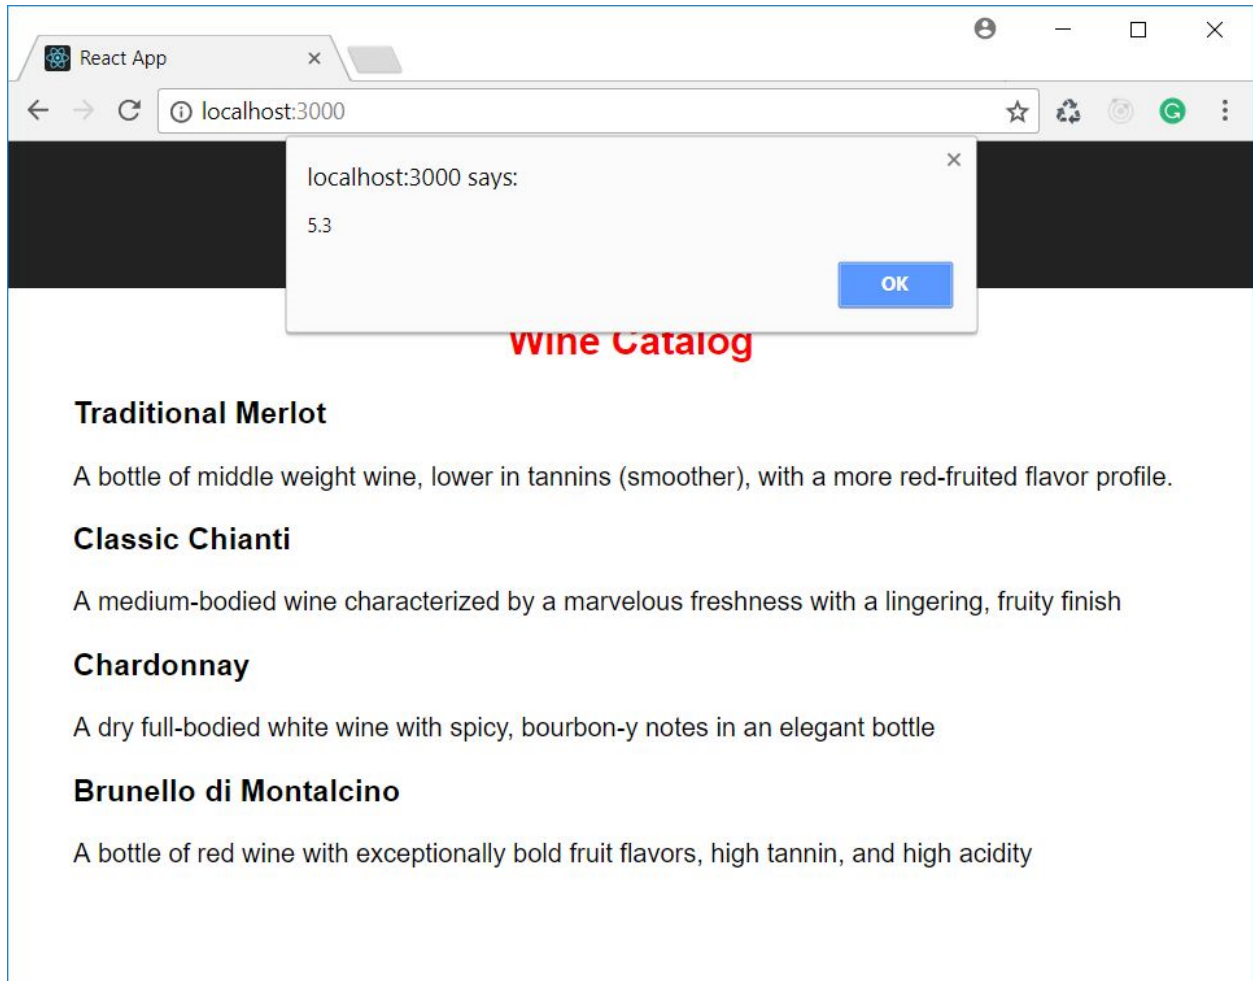 React App
localhost:3000
localhost:3000 says:
5.3
OK
Wine Catalog
Traditional Merlot
A bottle of middle weight wine, lower in tannins (smoother), with a more red-fruited flavor profile.
Classic Chianti
A medium-bodied wine characterized by a marvelous freshness with a lingering, fruity finish
Chardonnay
A dry full-bodied white wine with spicy, bourbon-y notes in an elegant bottle
Brunello di Montalcino
A bottle of red wine with exceptionally bold fruit flavors, high tannin, and high acidity